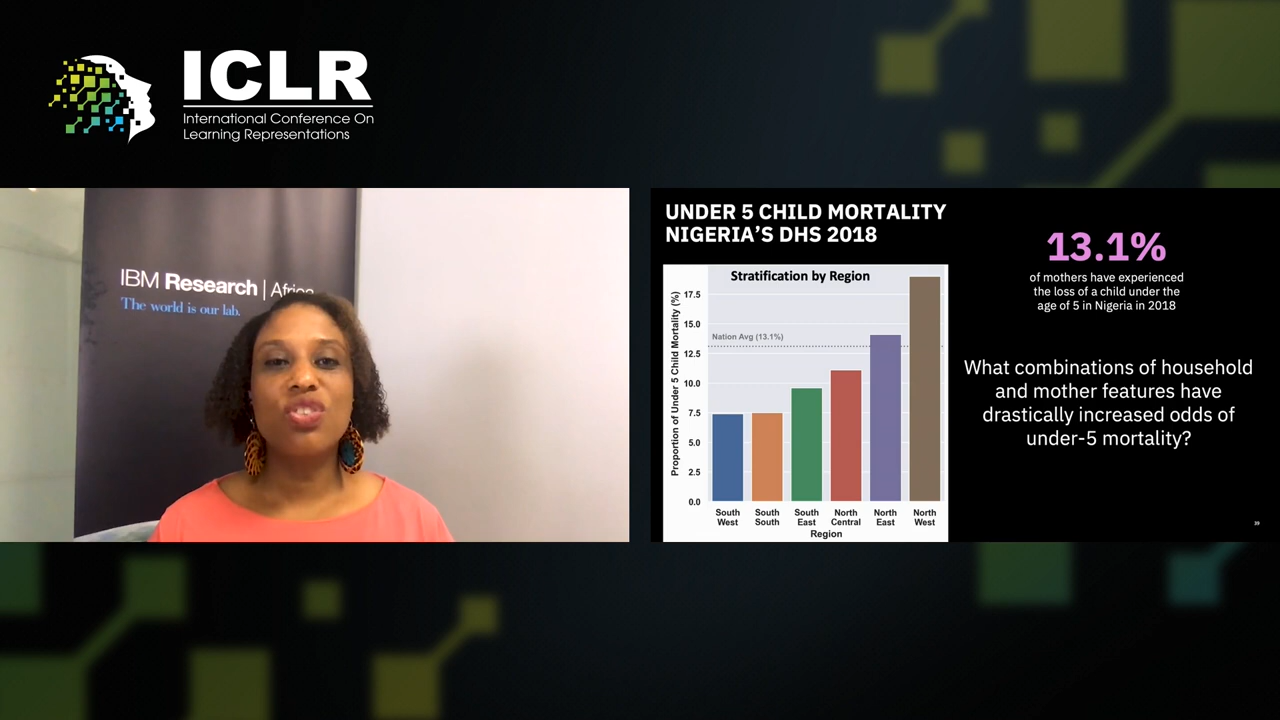 ICLR
International Conference On
Learning Representations
IBM Research | Africa
The world is our lab.
UNDER 5 CHILD MORTALITY
NIGERIA'S DHS 2018
Stratification by Region
Proportion of Under 5 Child Mortality (%)
17.5
15.0
12.5
10.0
7.5
5.0
2.5
0.0
Nation Avg (13.1%)
South West
South South
South East
North Central
North East
North West
Region
13.1%
of mothers have experienced
the loss of a child under the
age of 5 in Nigeria in 2018
What combinations of household
and mother features have
drastically increased odds of
under-5 mortality?
»